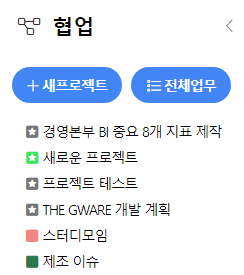 협업
새프로젝트 전체업무
경영본부 BI 중요 8개 지표 제작
새로운 프로젝트
프로젝트 테스트
THE GWARE 개발 계획
스터디모임
제조 이슈